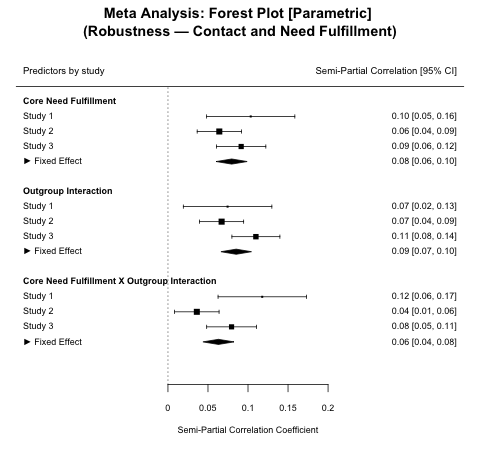 Meta Analysis: Forest Plot [Parametric]
(Robustness — Contact and Need Fulfillment)
Predictors by study Semi-Partial Correlation [95% CI]
Core Need Fulfillment
Study 1 0.10 [0.05, 0.16]
Study 2 0.06 [0.04, 0.09]
Study 3 0.09 [0.06, 0.12]
► Fixed Effect 0.08 [0.06, 0.10]
Outgroup Interaction
Study 1 0.07 [0.02, 0.13]
Study 2 0.07 [0.04, 0.09]
Study 3 0.11 [0.08, 0.14]
► Fixed Effect 0.09 [0.07, 0.10]
Core Need Fulfillment X Outgroup Interaction
Study 1 0.12 [0.06, 0.17]
Study 2 0.04 [0.01, 0.06]
Study 3 0.08 [0.05, 0.11]
► Fixed Effect 0.06 [0.04, 0.08]
0 0.05 0.1 0.15 0.2
Semi-Partial Correlation Coefficient